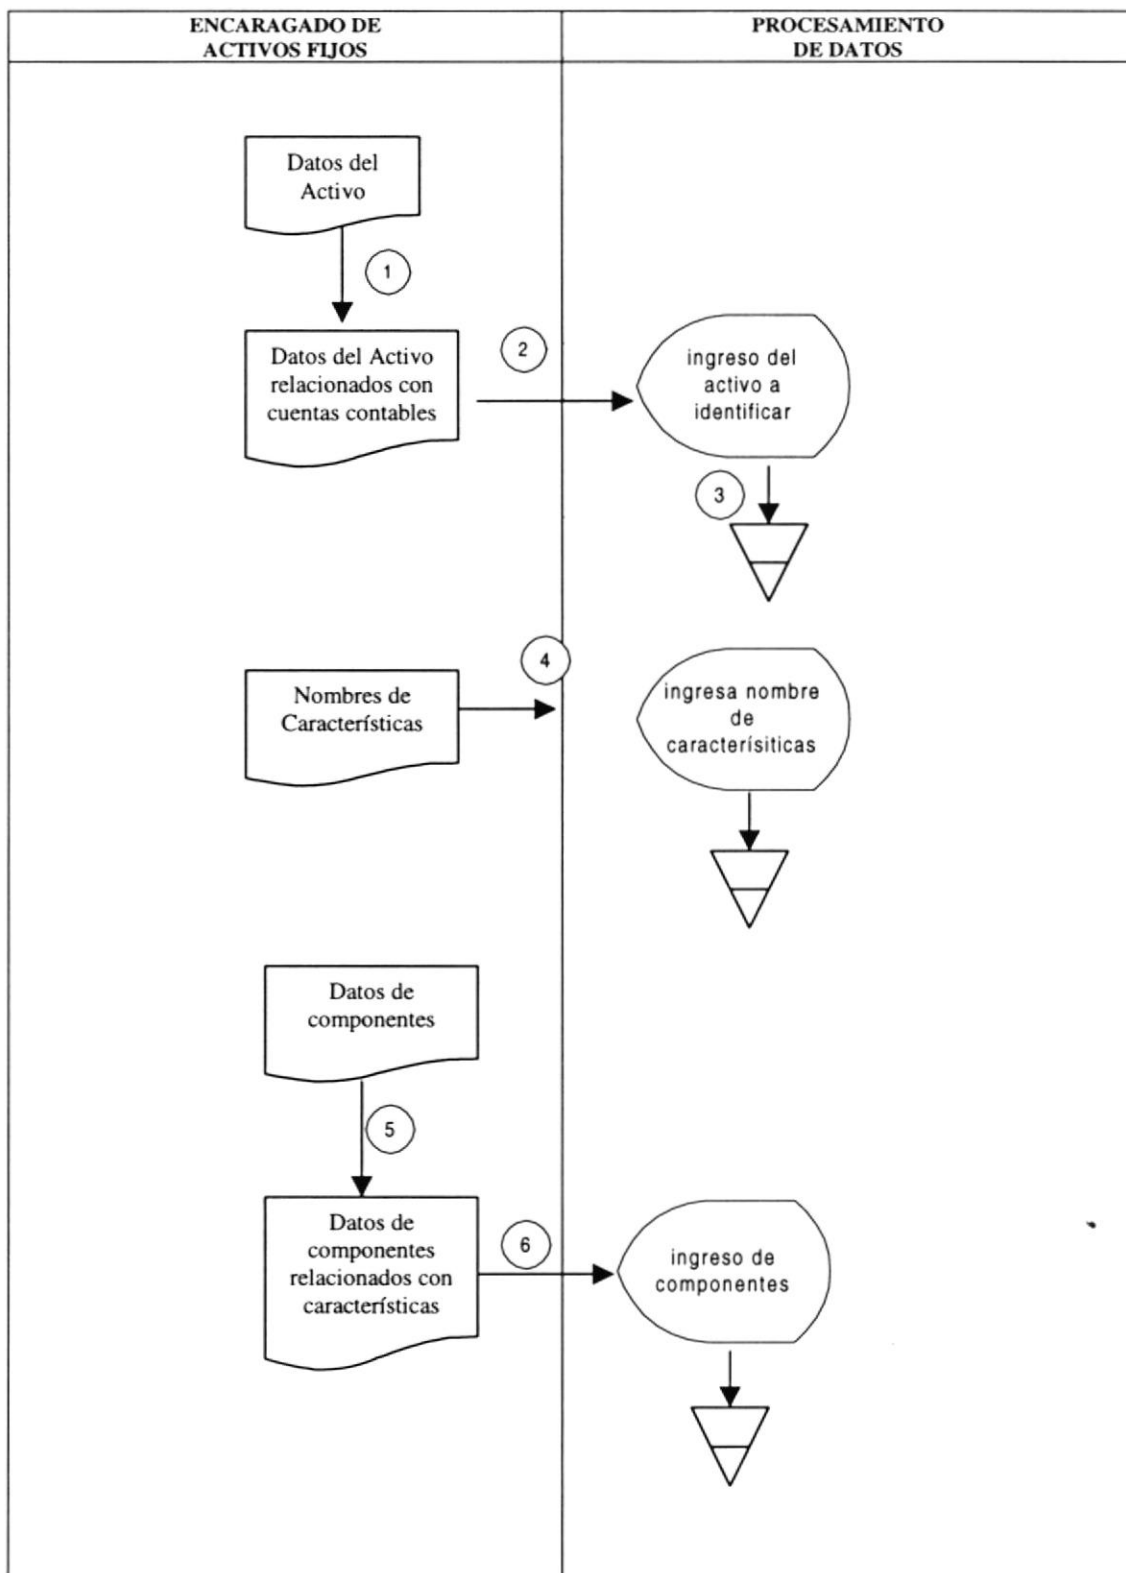 ENCARAGADO DE
ACTIVOS FIJOS
PROCESAMIENTO
DE DATOS
Datos del
Activo
1
Datos del Activo
relacionados con
cuentas contables
2
ingreso del
activo a
identificar
3
Nombres de
Características
4
ingresa nombre
de
caracterísiticas
Datos de
componentes
5
Datos de
componentes
relacionados con
características
6
ingreso de
componentes